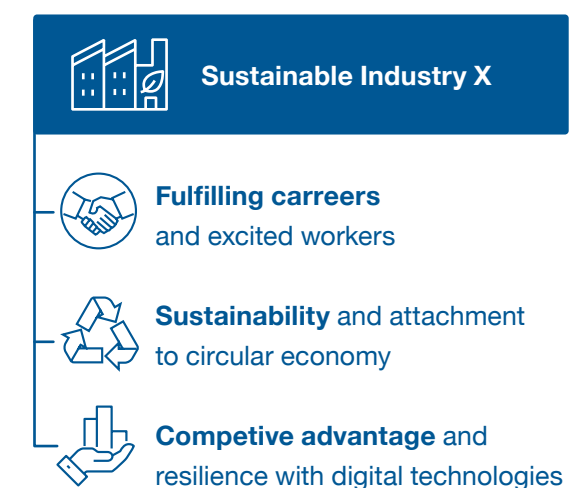 Sustainable Industry X
Fulfilling carreers
and excited workers
Sustainability and attachment
to circular economy
Competive advantage and
resilience with digital technologies